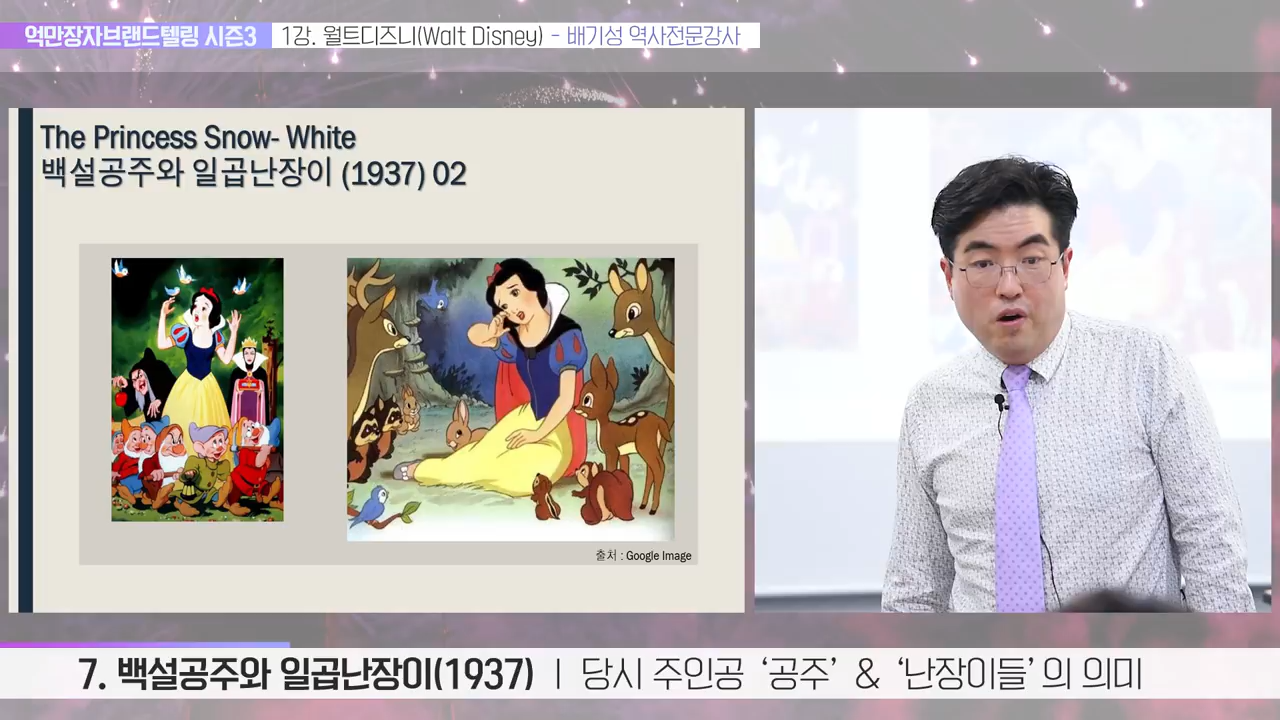 억만장자브랜드텔링 시즌3
1강. 월트디즈니(Walt Disney) - 배기성 역사전문강사
The Princess Snow- White
백설공주와 일곱난장이 (1937) 02
출처 : Google Image
7. 백설공주와 일곱난장이(1937) | 당시 주인공 ‘공주’ & ‘난장이들’의 의미